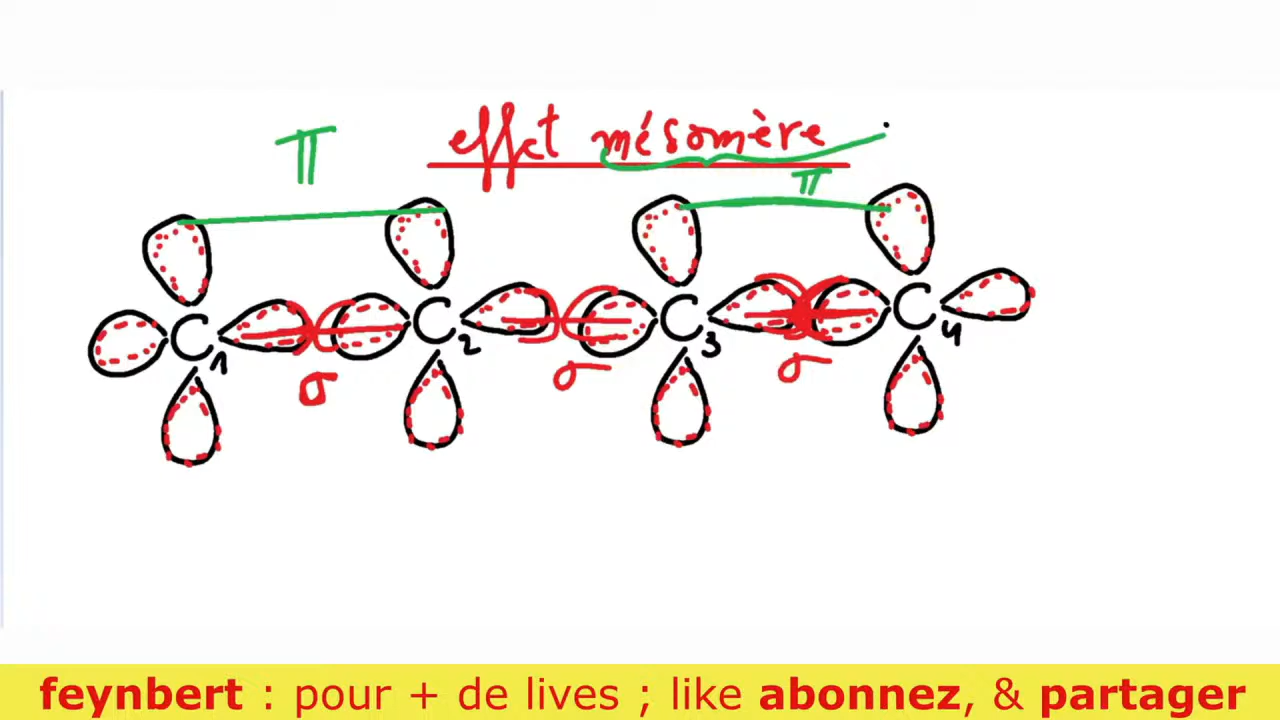 π effet mésomère
π
C1 C2 C3 C4
σ σ σ
feynbert : pour + de lives ; like abonnez, & partager